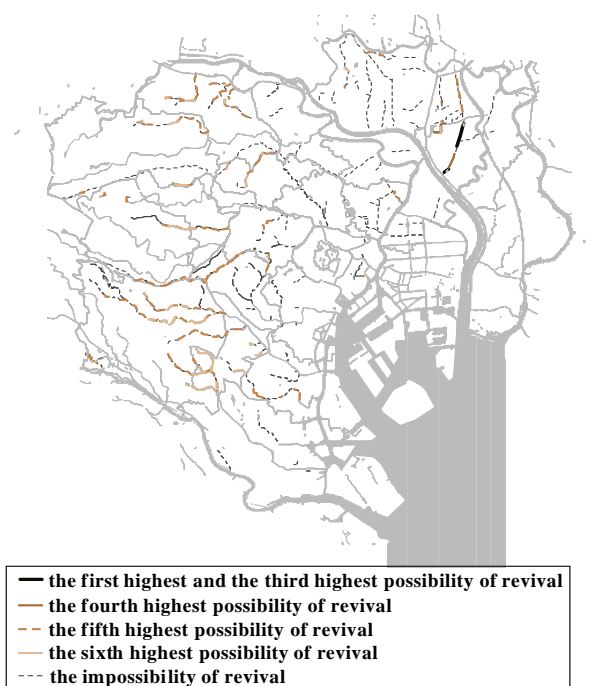 the first highest and the third highest possibility of revival
the fourth highest possibility of revival
the fifth highest possibility of revival
the sixth highest possibility of revival
the impossibility of revival